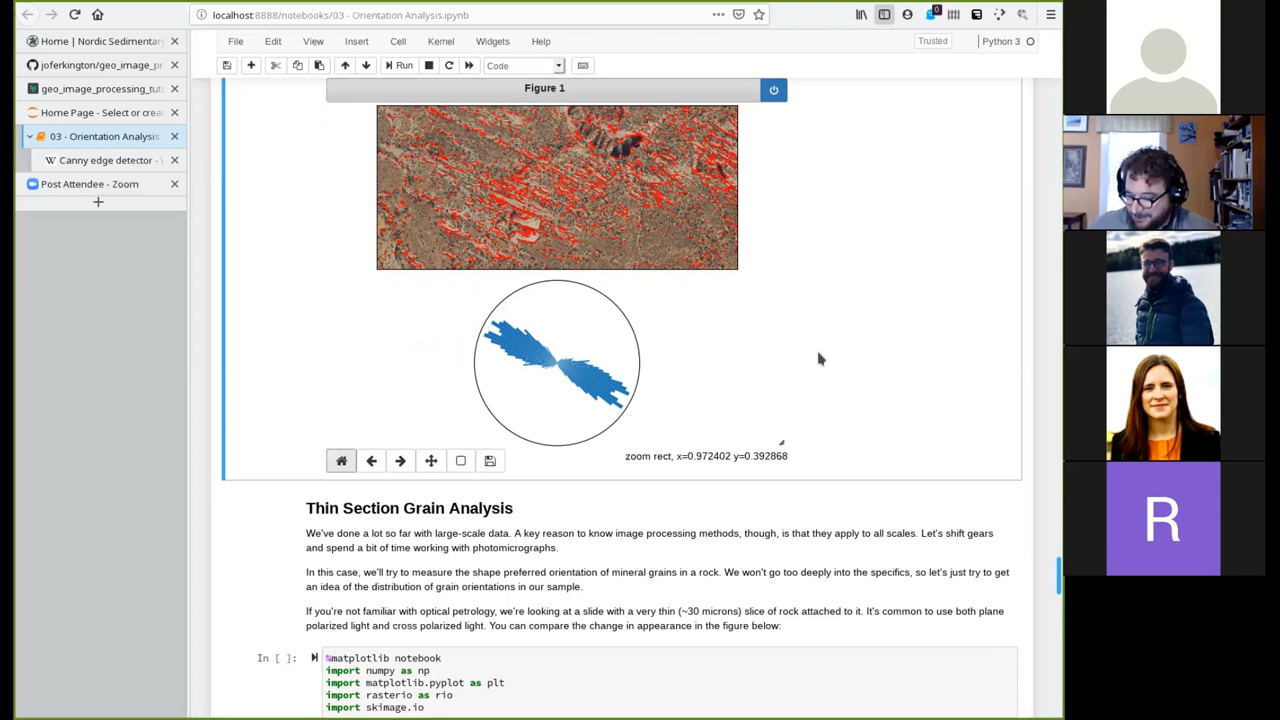 localhost:8888/notebooks/03 - Orientation Analysis.ipynb
0
Home | Nordic Sedimentar
joferkington/geo_image_pr
geo_image_processing_tuto
Home Page - Select or crea
03 - Orientation Analysis
Canny edge detector - W
Post Attendee - Zoom
File Edit View Insert Cell Kernel Widgets Help
Trusted
Python 3
Run
Code
Figure 1
zoom rect, x=0.972402 y=0.392868
Thin Section Grain Analysis
We've done a lot so far with large-scale data. A key reason to know image processing methods, though, is that they apply to all scales. Let's shift gears
and spend a bit of time working with photomicrographs.
In this case, we'll try to measure the shape preferred orientation of mineral grains in a rock. We won't go too deeply into the specifics, so let's just try to get
an idea of the distribution of grain orientations in our sample.
If you're not familiar with optical petrology, we're looking at a slide with a very thin (~30 microns) slice of rock attached to it. It's common to use both plane
polarized light and cross polarized light. You can compare the change in appearance in the figure below:
In [ ]:
%matplotlib notebook
import numpy as np
import matplotlib.pyplot as plt
import rasterio as rio
import skimage.io
R